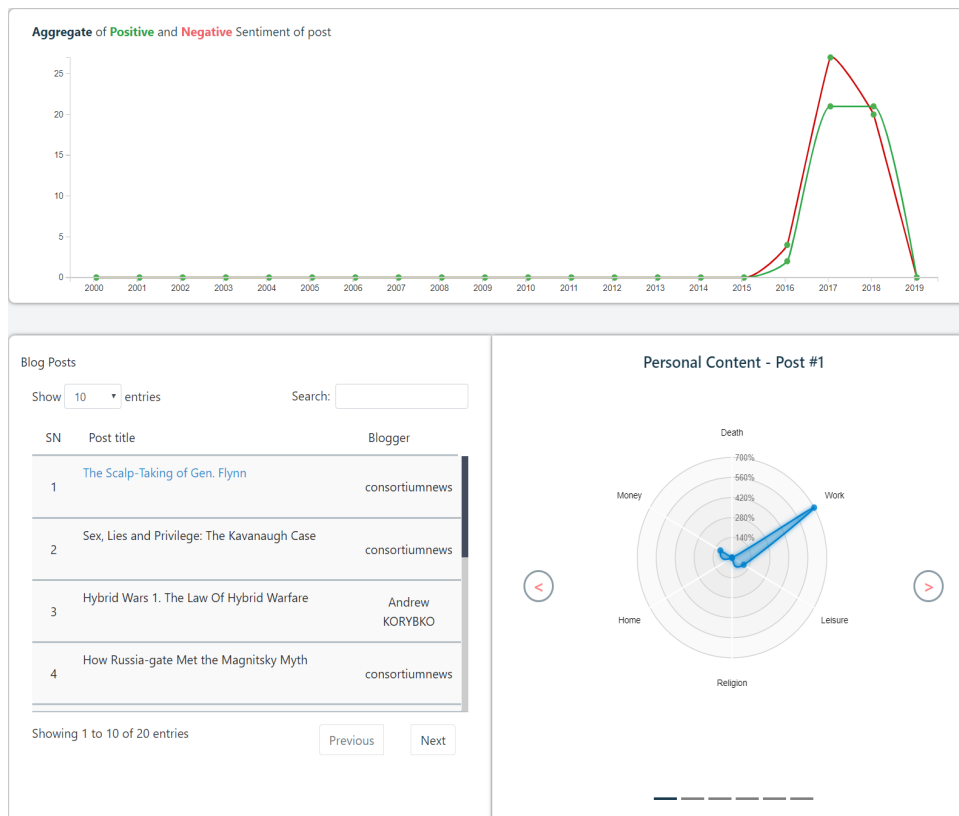 Aggregate of Positive and Negative Sentiment of post
25
20
15
10
5
0
2000 2001 2002 2003 2004 2005 2006 2007 2008 2009 2010 2011 2012 2013 2014 2015 2016 2017 2018 2019
Blog Posts
Show 10 entries Search:
SN Post title Blogger
1 The Scalp-Taking of Gen. Flynn consortiumnews
2 Sex, Lies and Privilege: The Kavanaugh Case consortiumnews
3 Hybrid Wars 1. The Law Of Hybrid Warfare Andrew
KORYBKO
4 How Russia-gate Met the Magnitsky Myth consortiumnews
Showing 1 to 10 of 20 entries Previous Next
Personal Content - Post #1
Death
700%
560%
Money Work
420%
280%
140%
< >
Home Leisure
Religion